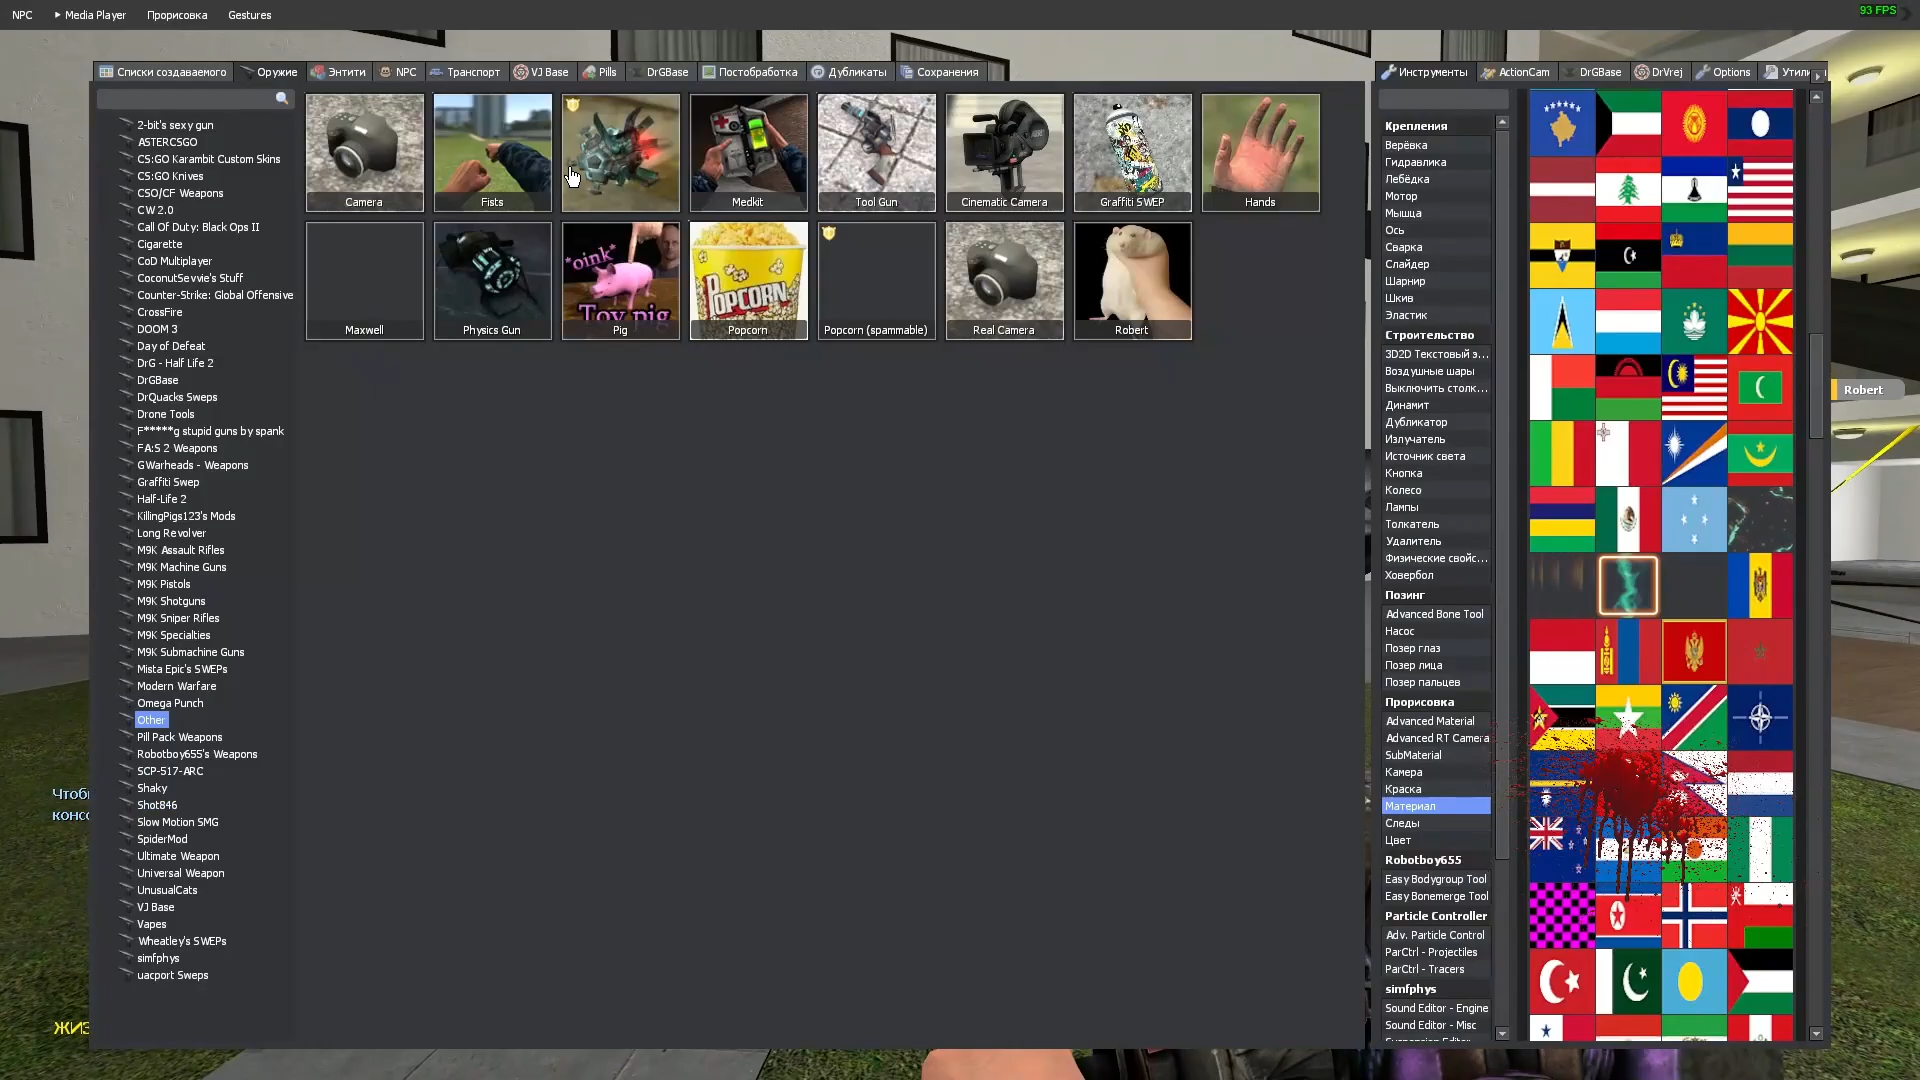 NPC
Media Player
Прорисовка
Gestures
93 FPS
Списки создаваемого
Оружие
Энтити
NPC
Транспорт
VJ Base
Pills
DrGBase
Постобработка
Дубликаты
Сохранения
Инструменты
ActionCam
DrGBase
DrVrej
Options
Утили
2-bit's sexy gun
ASTERCSGO
CS:GO Karambit Custom Skins
CS:GO Knives
CSO/CF Weapons
CW 2.0
Call Of Duty: Black Ops II
Cigarette
CoD Multiplayer
CoconutSevvie's Stuff
Counter-Strike: Global Offensive
CrossFire
DOOM 3
Day of Defeat
DrG - Half Life 2
DrGBase
DrQuacks Sweps
Drone Tools
F*****g stupid guns by spank
FA:S 2 Weapons
GWarheads - Weapons
Graffiti Swep
Half-Life 2
KillingPigs123's Mods
Long Revolver
M9K Assault Rifles
M9K Machine Guns
M9K Pistols
M9K Shotguns
M9K Sniper Rifles
M9K Specialties
M9K Submachine Guns
Mista Epic's SWEPs
Modern Warfare
Omega Punch
Other
Pill Pack Weapons
Robotboy655's Weapons
SCP-517-ARC
Shaky
Shot846
Slow Motion SMG
SpiderMod
Ultimate Weapon
Universal Weapon
UnusualCats
VJ Base
Vapes
Wheatley's SWEPs
simfphys
uacport Sweps
Camera
Fists
Medkit
Tool Gun
Cinematic Camera
Graffiti SWEP
Hands
Maxwell
Physics Gun
*oink*
Toy pig
Pig
POPCORN
Popcorn
Popcorn (spammable)
Real Camera
Robert
Крепления
Верёвка
Гидравлика
Лебёдка
Мотор
Мышца
Ось
Сварка
Слайдер
Шарнир
Шкив
Эластик
Строительство
3D2D Текстовый э...
Воздушные шары
Выключить столк...
Динамит
Дубликатор
Излучатель
Источник света
Кнопка
Колесо
Лампы
Толкатель
Удалитель
Физические свойс...
Ховербол
Позинг
Advanced Bone Tool
Насос
Позер глаз
Позер лица
Позер пальцев
Прорисовка
Advanced Material
Advanced RT Camera
SubMaterial
Камера
Краска
Материал
Следы
Цвет
Robotboy655
Easy Bodygroup Tool
Easy Bonemerge Tool
Particle Controller
Adv. Particle Control
ParCtrl - Projectiles
ParCtrl - Tracers
simfphys
Sound Editor - Engine
Sound Editor - Misc
Robert
Чтобы
консо
ЖИЗ